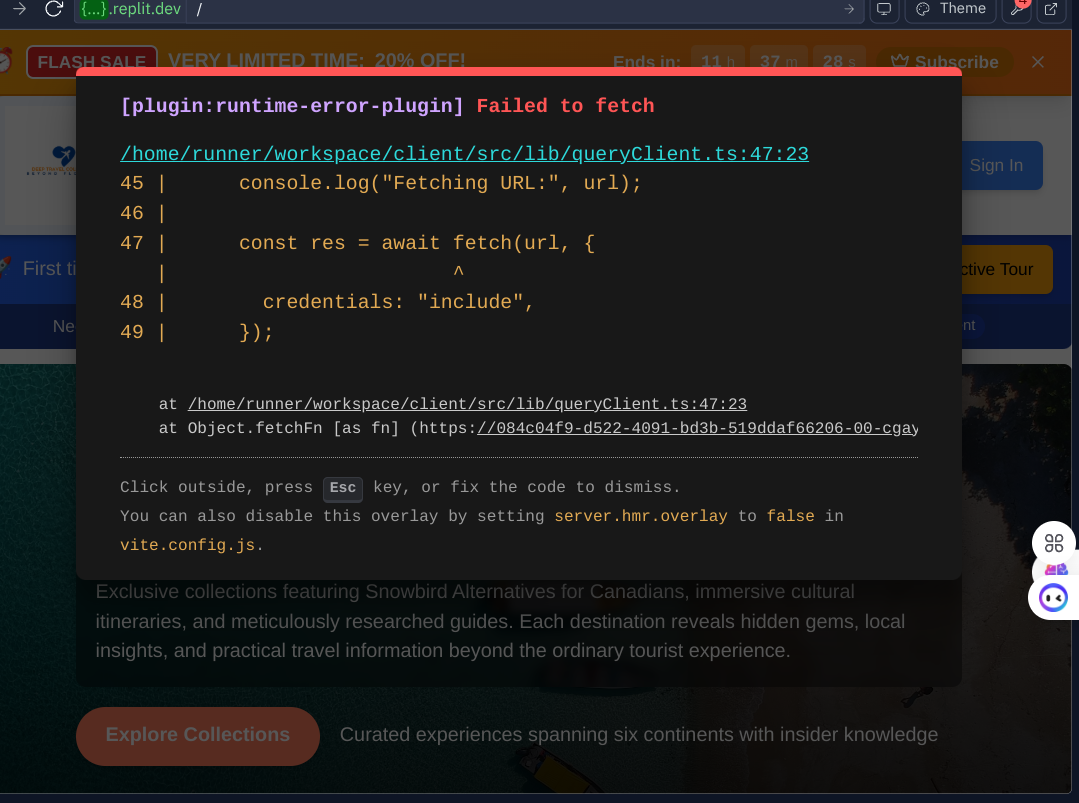 {...}.replit.dev /
Theme
4
FLASH SALE VERY LIMITED TIME: 20% OFF! Ends in: 11 h 37 m 28 s Subscribe
[plugin:runtime-error-plugin] Failed to fetch
/home/runner/workspace/client/src/lib/queryClient.ts:47:23
45 | console.log("Fetching URL:", url);
46 |
47 | const res = await fetch(url, {
| ^
48 | credentials: "include",
49 | });
at /home/runner/workspace/client/src/lib/queryClient.ts:47:23
at Object.fetchFn [as fn] (https://084c04f9-d522-4091-bd3b-519ddaf66206-00-cgay
Click outside, press Esc key, or fix the code to dismiss.
You can also disable this overlay by setting server.hmr.overlay to false in
vite.config.js.
Sign In
First ti
ctive Tour
Ne
nt
Exclusive collections featuring Snowbird Alternatives for Canadians, immersive cultural
itineraries, and meticulously researched guides. Each destination reveals hidden gems, local
insights, and practical travel information beyond the ordinary tourist experience.
Explore Collections Curated experiences spanning six continents with insider knowledge